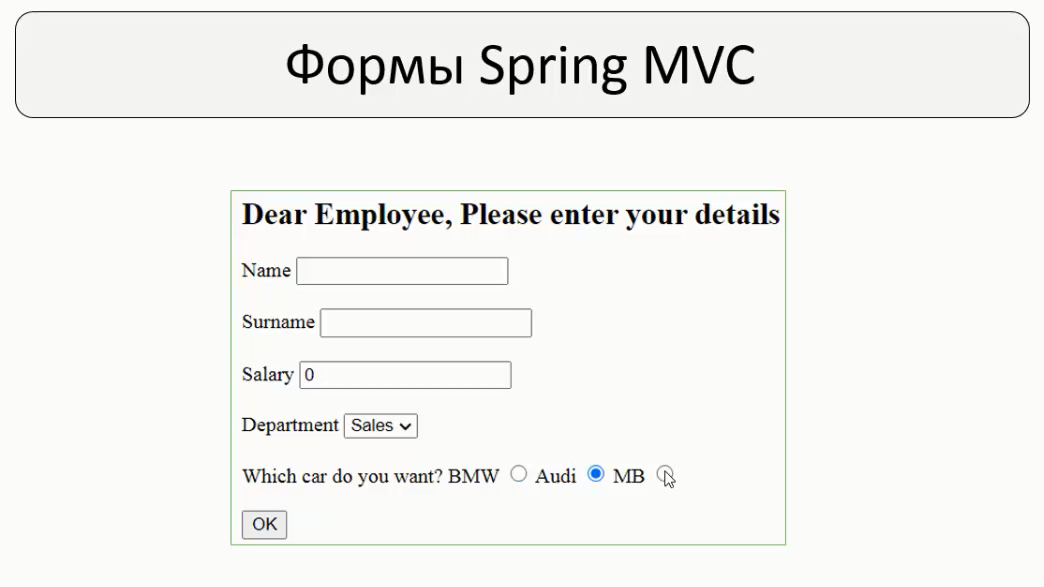 Формы Spring MVC
Dear Employee, Please enter your details
Name
Surname
Salary 0
Department Sales
Which car do you want? BMW Audi MB
OK